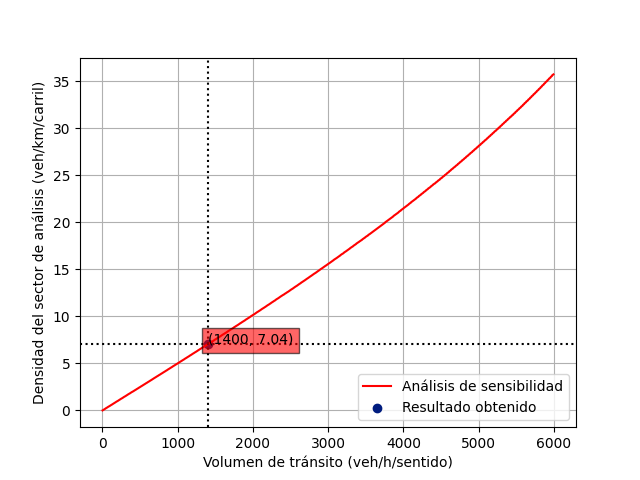 35
30
25
20
15
10
5
0
Densidad del sector de análisis (veh/km/carril)
(1400, 7.04)
Análisis de sensibilidad
Resultado obtenido
0 1000 2000 3000 4000 5000 6000
Volumen de tránsito (veh/h/sentido)